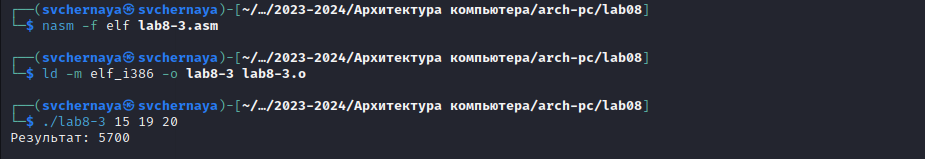 ┌──(svchernaya㉿svchernaya)-[~/…/2023-2024/Архитектура компьютера/arch-pc/lab08]
└─$ nasm -f elf lab8-3.asm
┌──(svchernaya㉿svchernaya)-[~/…/2023-2024/Архитектура компьютера/arch-pc/lab08]
└─$ ld -m elf_i386 -o lab8-3 lab8-3.o
┌──(svchernaya㉿svchernaya)-[~/…/2023-2024/Архитектура компьютера/arch-pc/lab08]
└─$ ./lab8-3 15 19 20
Результат: 5700